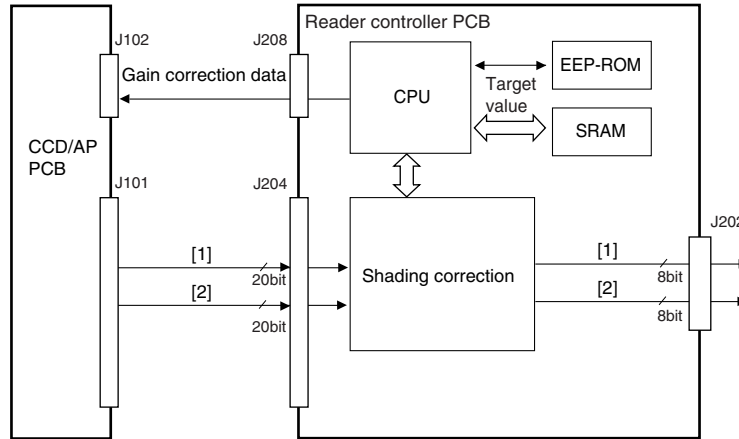 Reader controller PCB
J102
J208
Gain correction data
CPU
EEP-ROM
Target
value
SRAM
CCD/AP
PCB
J101
J204
J202
[1]
20bit
[2]
20bit
Shading correction
[1]
8bit
[2]
8bit